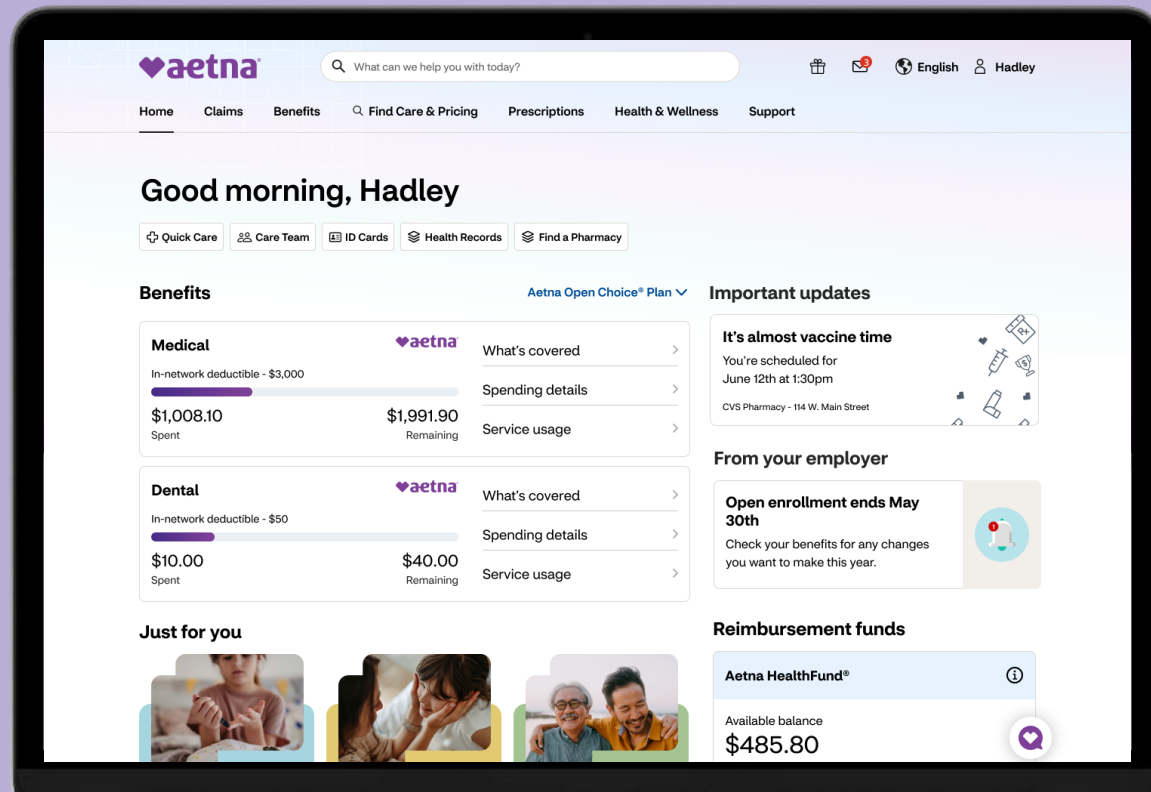 aetna
What can we help you with today?
3
English
Hadley
Home
Claims
Benefits
Find Care & Pricing
Prescriptions
Health & Wellness
Support
Good morning, Hadley
Quick Care
Care Team
ID Cards
Health Records
Find a Pharmacy
Benefits
Aetna Open Choice® Plan
Medical
aetna
In-network deductible - $3,000
$1,008.10
$1,991.90
Spent
Remaining
What's covered
Spending details
Service usage
Dental
aetna
In-network deductible - $50
$10.00
$40.00
Spent
Remaining
What's covered
Spending details
Service usage
Just for you
Important updates
It's almost vaccine time
You're scheduled for
June 12th at 1:30pm
CVS Pharmacy - 114 W. Main Street
From your employer
Open enrollment ends May
30th
Check your benefits for any changes
you want to make this year.
1
Reimbursement funds
Aetna HealthFund®
Available balance
$485.80